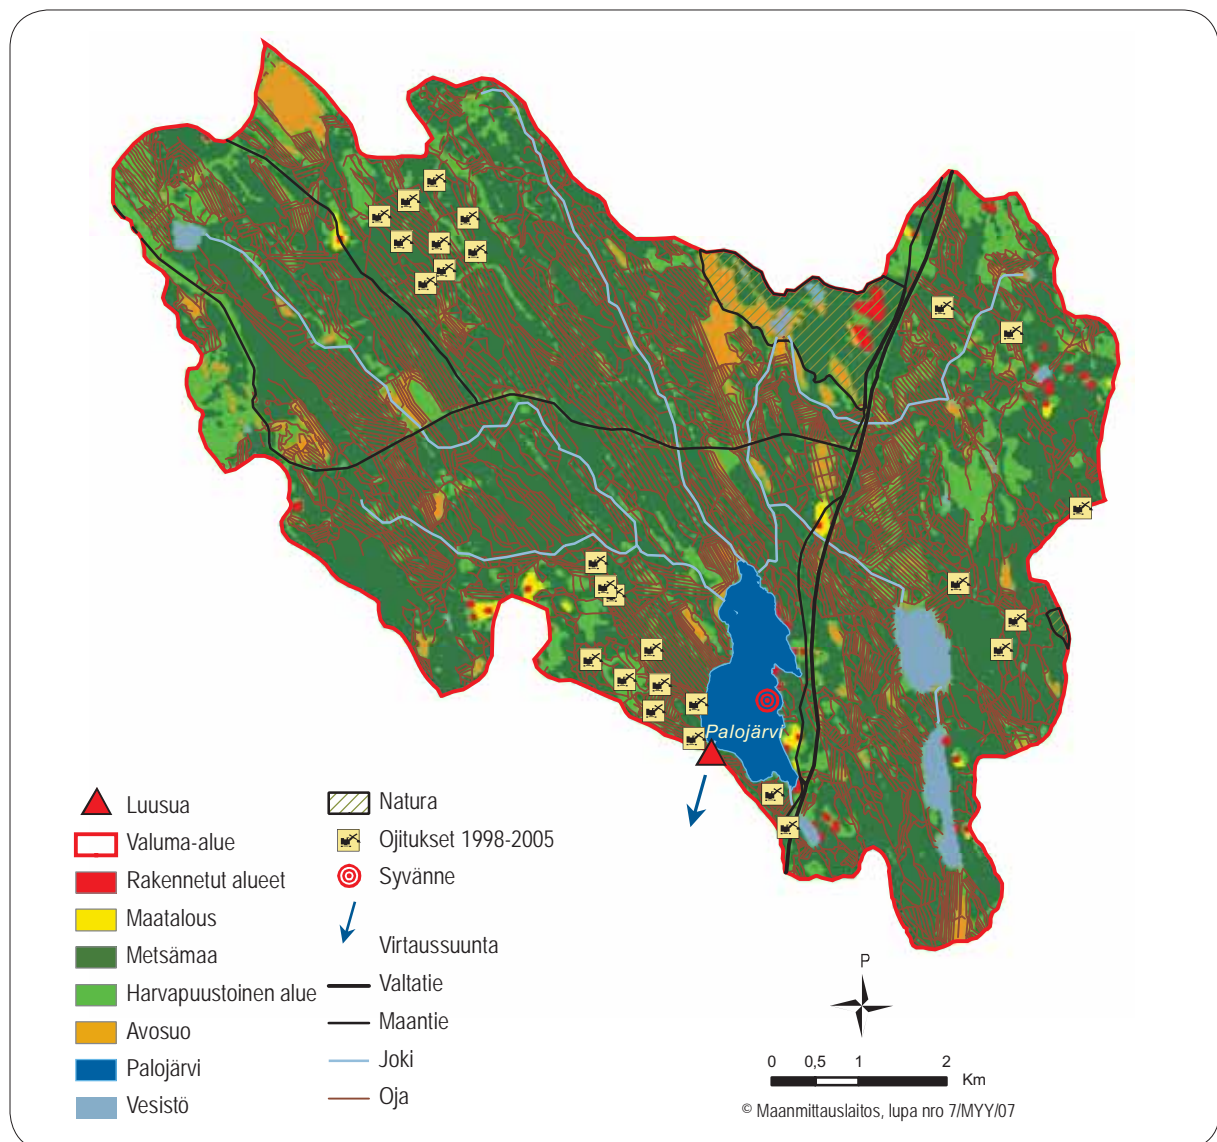 Palojärvi
Luusua
Valuma-alue
Rakennetut alueet
Maatalous
Metsämaa
Harvapuustoinen alue
Avosuo
Palojärvi
Vesistö
Natura
Ojitukset 1998-2005
Syvänne
Virtaussuunta
Valtatie
Maantie
Joki
Oja
P
0 0,5 1 2
Km
© Maanmittauslaitos, lupa nro 7/MYY/07